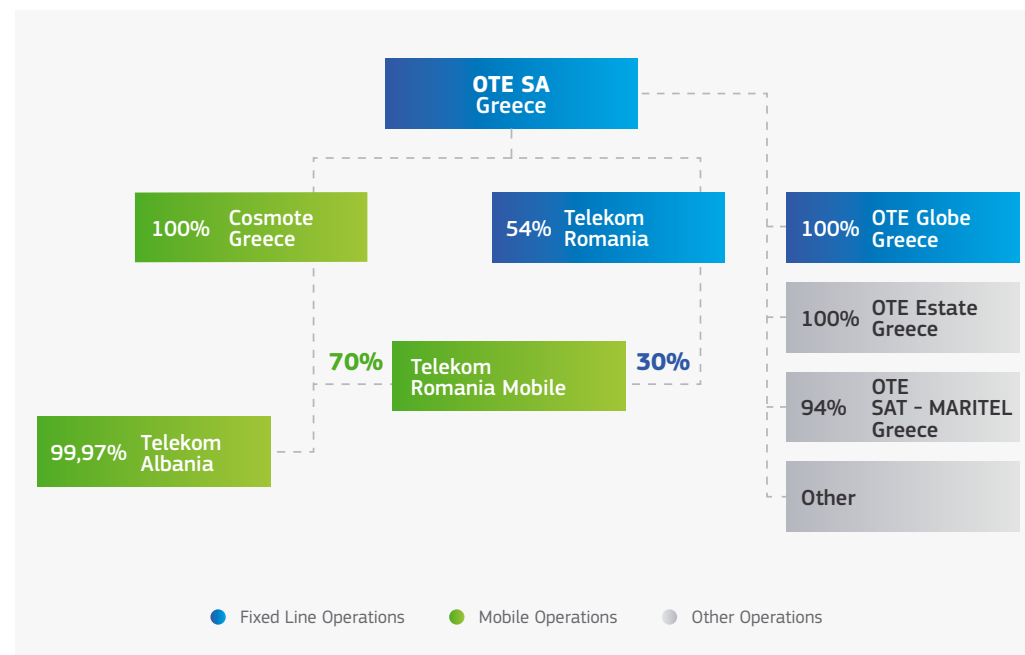 OTE SA
Greece
100%
Cosmote
Greece
54%
Telekom
Romania
100%
OTE Globe
Greece
100%
OTE Estate
Greece
70%
Telekom
Romania Mobile
30%
94%
OTE
SAT - MARITEL
Greece
99,97%
Telekom
Albania
Other
Fixed Line Operations
Mobile Operations
Other Operations